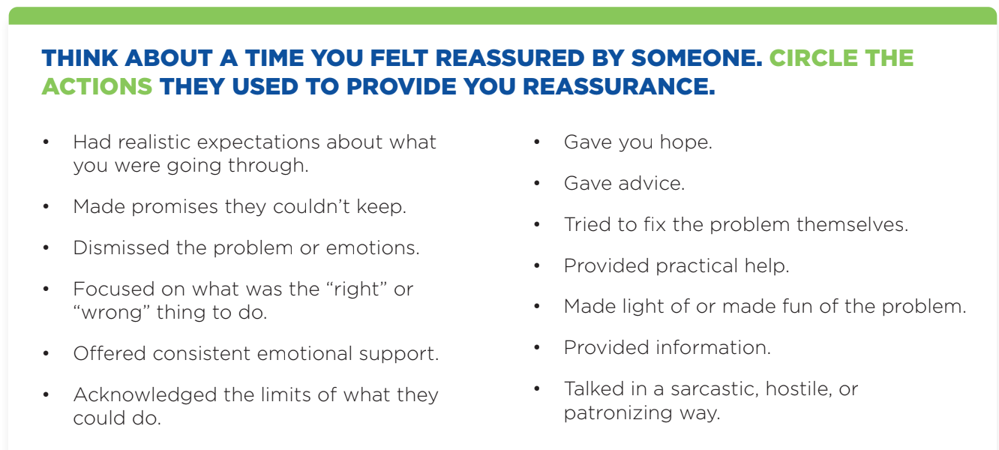 THINK ABOUT A TIME YOU FELT REASSURED BY SOMEONE. CIRCLE THE
ACTIONS THEY USED TO PROVIDE YOU REASSURANCE.
• Had realistic expectations about what
you were going through.
• Made promises they couldn’t keep.
• Dismissed the problem or emotions.
• Focused on what was the “right” or
“wrong” thing to do.
• Offered consistent emotional support.
• Acknowledged the limits of what they
could do.
• Gave you hope.
• Gave advice.
• Tried to fix the problem themselves.
• Provided practical help.
• Made light of or made fun of the problem.
• Provided information.
• Talked in a sarcastic, hostile, or
patronizing way.